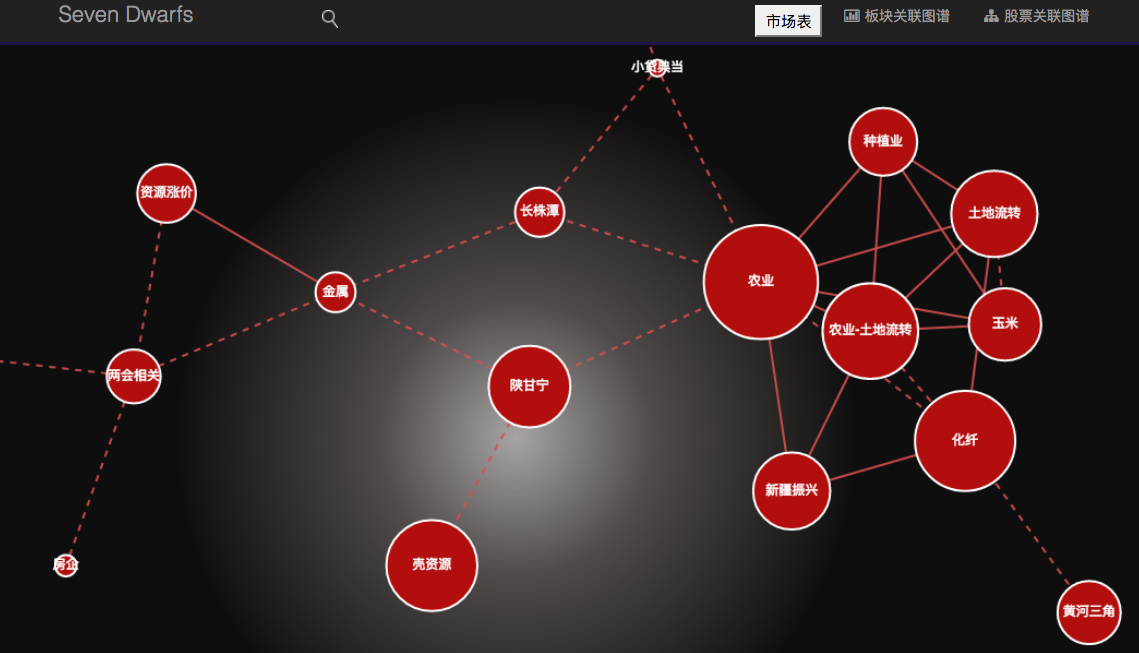 Seven Dwarfs
市场表
板块关联图谱
股票关联图谱
小贷典当
种植业
资源涨价
长株潭
土地流转
农业
金属
玉米
农业-土地流转
两会相关
陕甘宁
化纤
新疆振兴
壳资源
房企
黄河三角